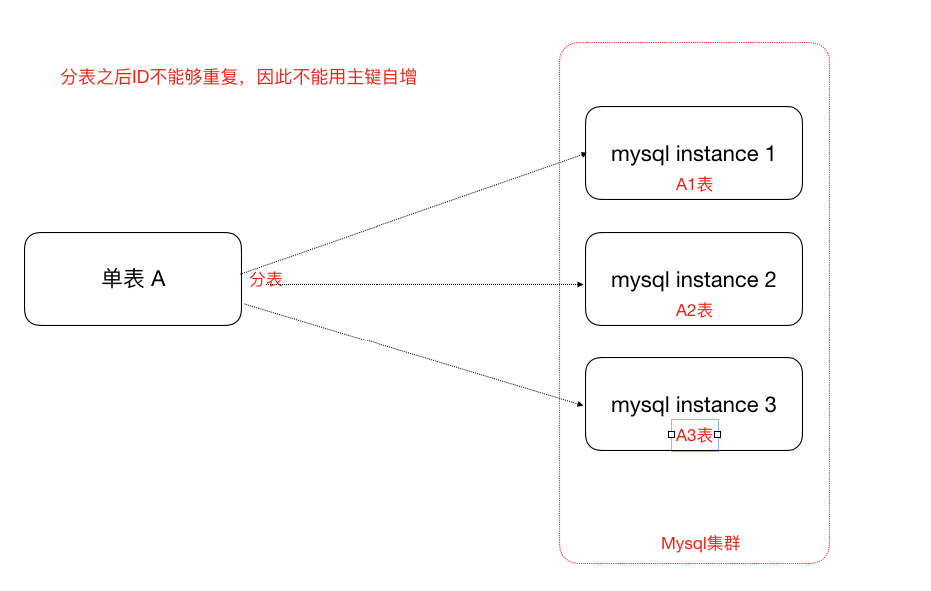 分表之后ID不能够重复，因此不能用主键自增
mysql instance 1
A1表
单表 A
分表
mysql instance 2
A2表
mysql instance 3
A3表
Mysql集群